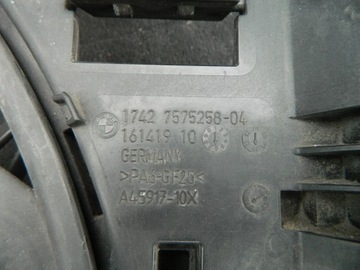 1742 7575258-04
161419 10
GERMANY
>PA6-GF20<
A45917-10X